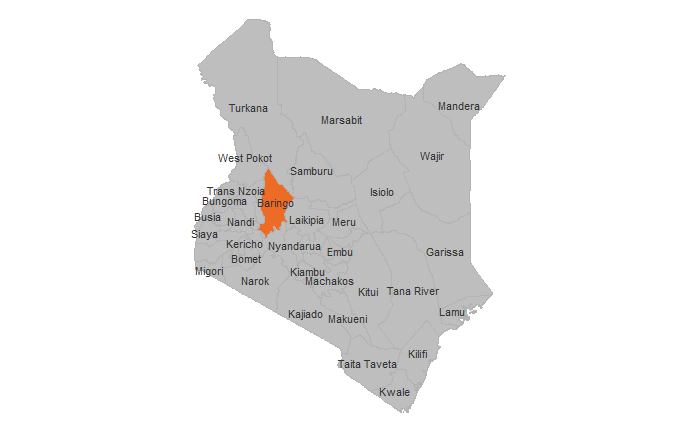 Mandera
Turkana
Marsabit
Wajir
West Pokot
Samburu
Trans Nzoia
Isiolo
Bungoma
Baringo
Busia
Nandi
Laikipia
Meru
Siaya
Kericho
Nyandarua
Embu
Garissa
Bomet
Migori
Narok
Kiambu
Machakos
Kitui
Tana River
Kajiado
Makueni
Lamu
Kilifi
Taita Taveta
Kwale